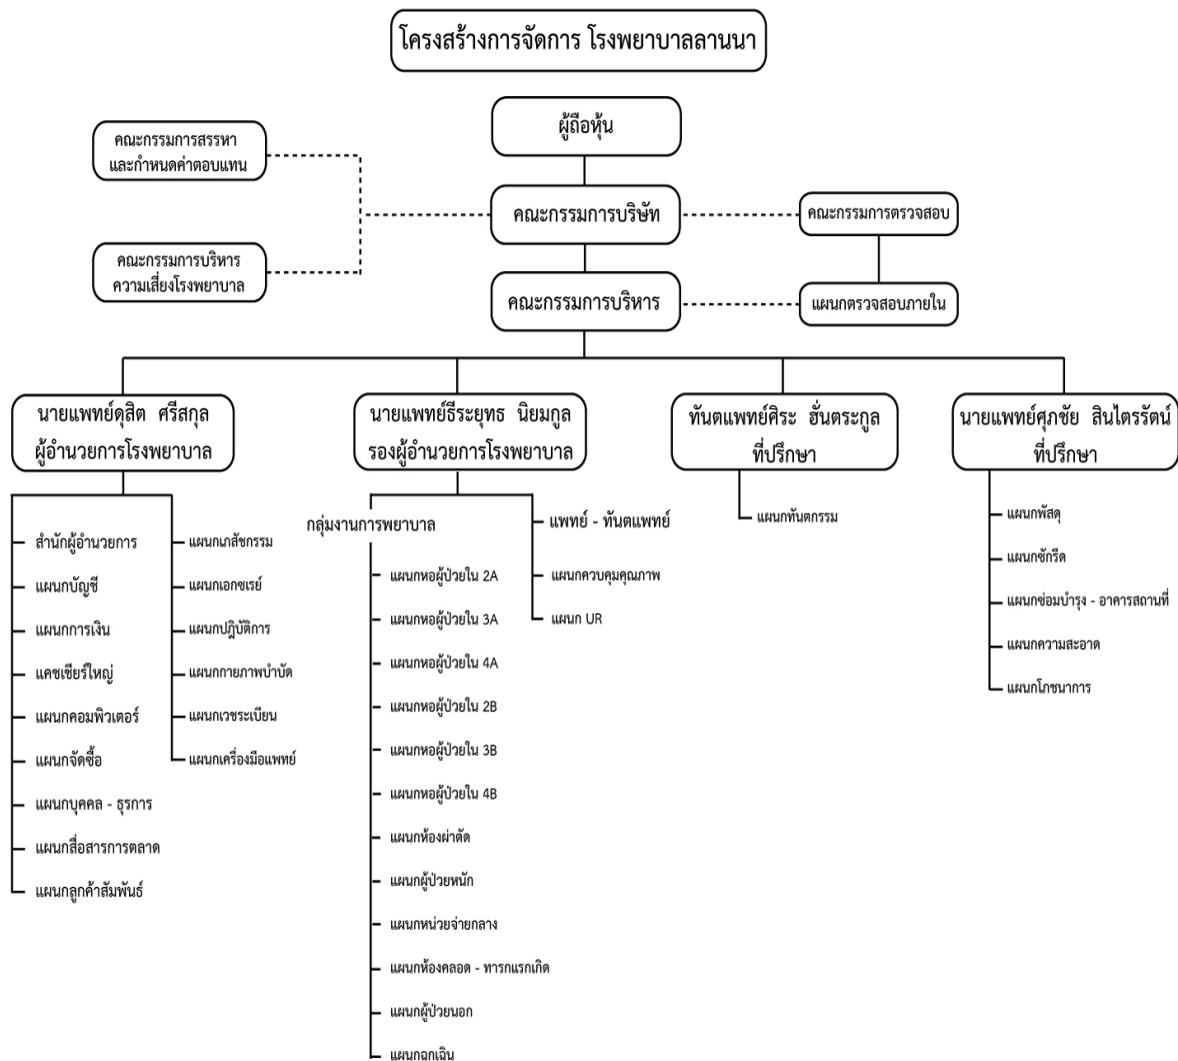 โครงสร้างการจัดการ โรงพยาบาลลานนา
ผู้ถือหุ้น
คณะกรรมการสรรหา
และกำหนดค่าตอบแทน
คณะกรรมการบริษัท
คณะกรรมการตรวจสอบ
คณะกรรมการบริหาร
ความเสี่ยงโรงพยาบาล
คณะกรรมการบริหาร
แผนกตรวจสอบภายใน
นายแพทย์ดุสิต ศรีสกุล
ผู้อำนวยการโรงพยาบาล
นายแพทย์ธีระยุทธ นิยมกูล
รองผู้อำนวยการโรงพยาบาล
ทันตแพทย์ศิระ ฮั่นตระกูล
ที่ปรึกษา
นายแพทย์ศุภชัย สินไตรรัตน์
ที่ปรึกษา
สำนักผู้อำนวยการ
แผนกบัญชี
แผนกการเงิน
แคชเชียร์ใหญ่
แผนกคอมพิวเตอร์
แผนกจัดซื้อ
แผนกบุคคล - ธุรการ
แผนกสื่อสารการตลาด
แผนกลูกค้าสัมพันธ์
แผนกเภสัชกรรม
แผนกเอกซเรย์
แผนกปฎิบัติการ
แผนกกายภาพบำบัด
แผนกเวชระเบียน
แผนกเครื่องมือแพทย์
กลุ่มงานการพยาบาล
แผนกหอผู้ป่วยใน 2A
แผนกหอผู้ป่วยใน 3A
แผนกหอผู้ป่วยใน 4A
แผนกหอผู้ป่วยใน 2B
แผนกหอผู้ป่วยใน 3B
แผนกหอผู้ป่วยใน 4B
แผนกห้องผ่าตัด
แผนกผู้ป่วยหนัก
แผนกหน่วยจ่ายกลาง
แผนกห้องคลอด - ทารกแรกเกิด
แผนกผู้ป่วยนอก
แผนกฉุกเฉิน
แพทย์ - ทันตแพทย์
แผนกควบคุมคุณภาพ
แผนก UR
แผนกทันตกรรม
แผนกพัสดุ
แผนกซักรีด
แผนกซ่อมบำรุง - อาคารสถานที่
แผนกความสะอาด
แผนกโภชนาการ